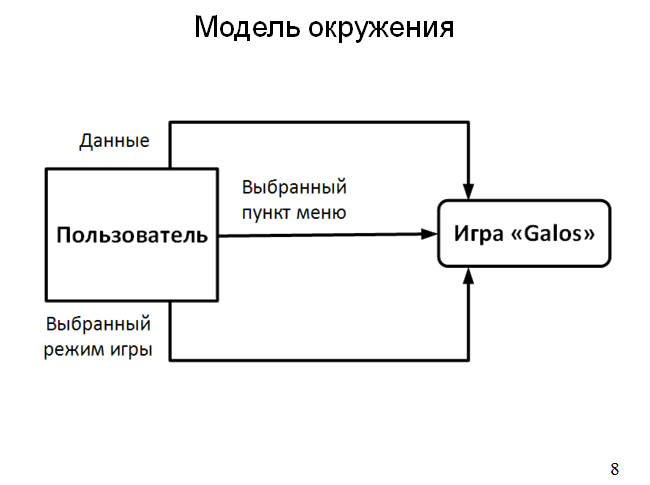 Модель окружения
Данные
Выбранный
пункт меню
Пользователь
Игра «Galos»
Выбранный
режим игры
8